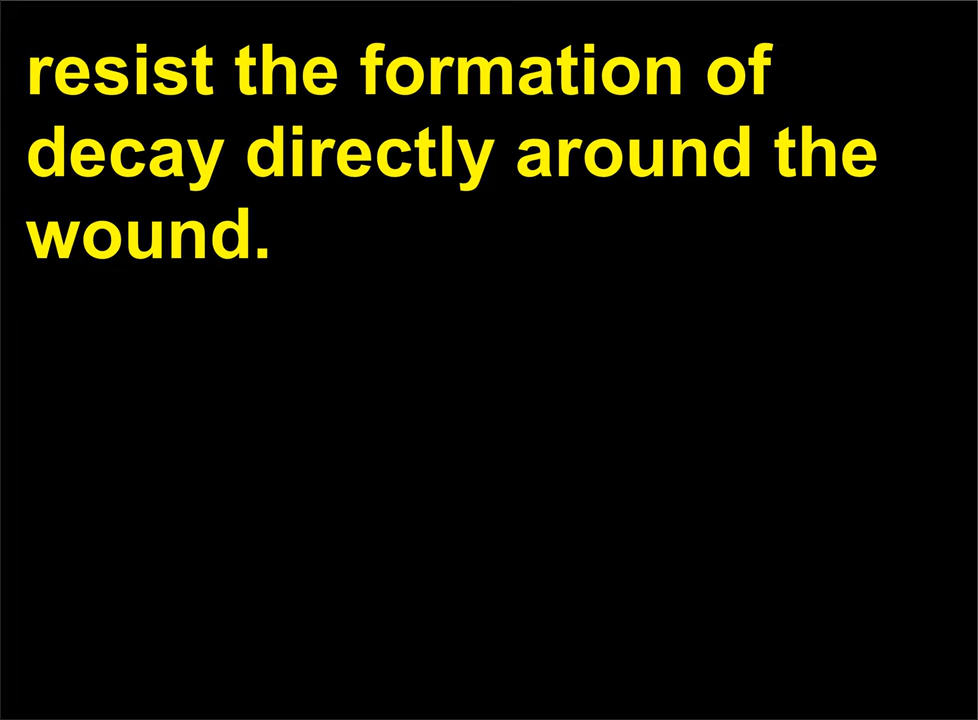 resist the formation of
decay directly around the
wound.